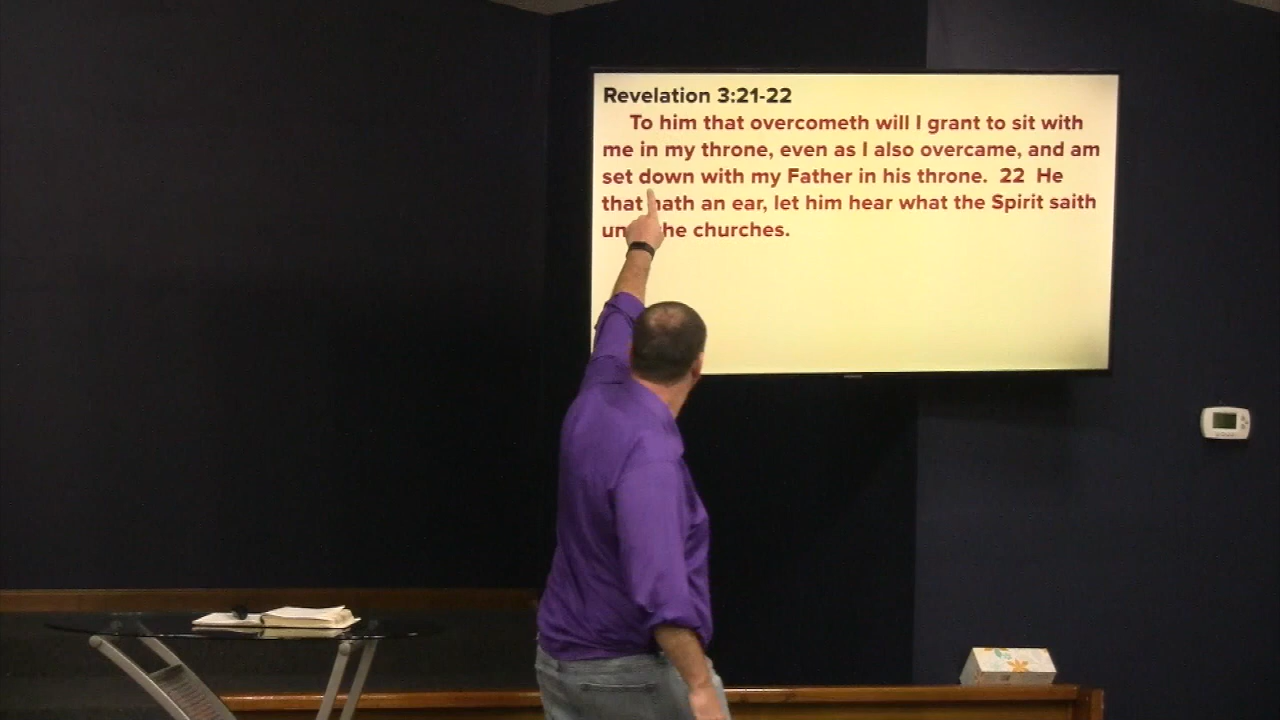 Revelation 3:21-22
To him that overcometh will I grant to sit with
me in my throne, even as I also overcame, and am
set down with my Father in his throne. 22 He
that hath an ear, let him hear what the Spirit saith
un he churches.